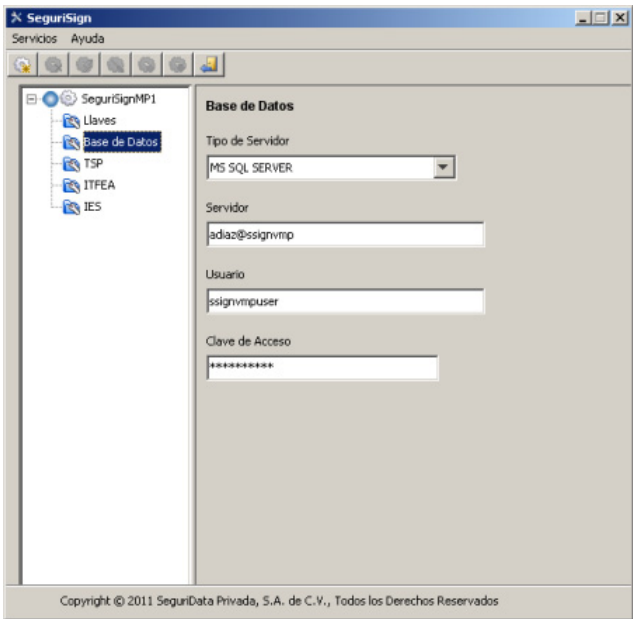 SeguriSign
Servicios Ayuda
SeguriSignMP1
Llaves
Base de Datos
TSP
ITFEA
IES
Base de Datos
Tipo de Servidor
MS SQL SERVER
Servidor
adiaz@ssignvmp
Usuario
ssignvmpuser
Clave de Acceso
**********
Copyright © 2011 SeguriData Privada, S.A. de C.V., Todos los Derechos Reservados